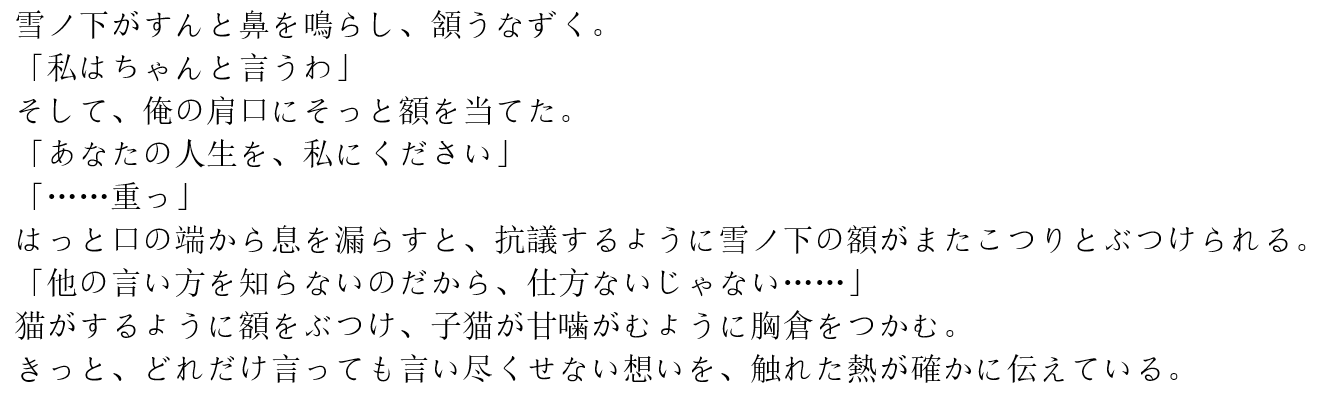 雪ノ下がすんと鼻を鳴らし、頷うなずく。
「私はちゃんと言うわ」
そして、俺の肩口にそっと額を当てた。
「あなたの人生を、私にください」
「……重っ」
はっと口の端から息を漏らすと、抗議するように雪ノ下の額がまたこつりとぶつけられる。
「他の言い方を知らないのだから、仕方ないじゃない……」
猫がするように額をぶつけ、子猫が甘噛がむように胸倉をつかむ。
きっと、どれだけ言っても言い尽くせない想いを、触れた熱が確かに伝えている。